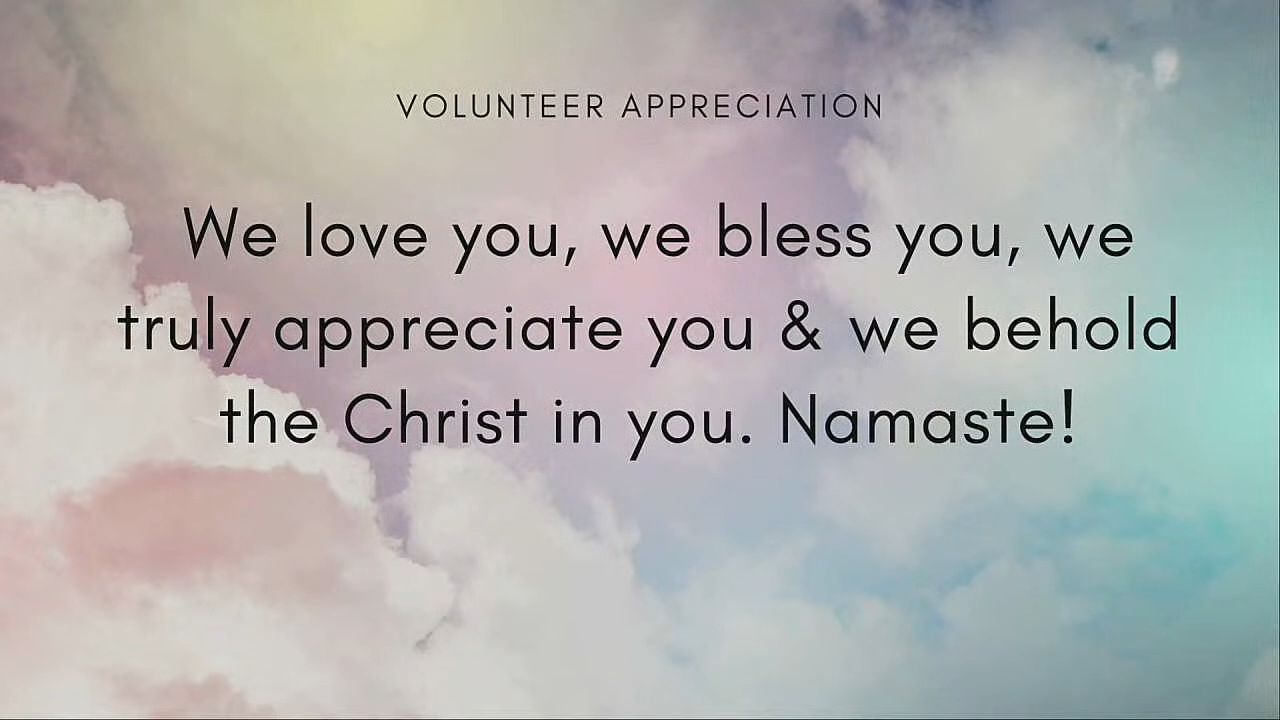 VOLUNTEER APPRECIATION
We love you, we bless you, we
truly appreciate you & we behold
the Christ in you. Namaste!